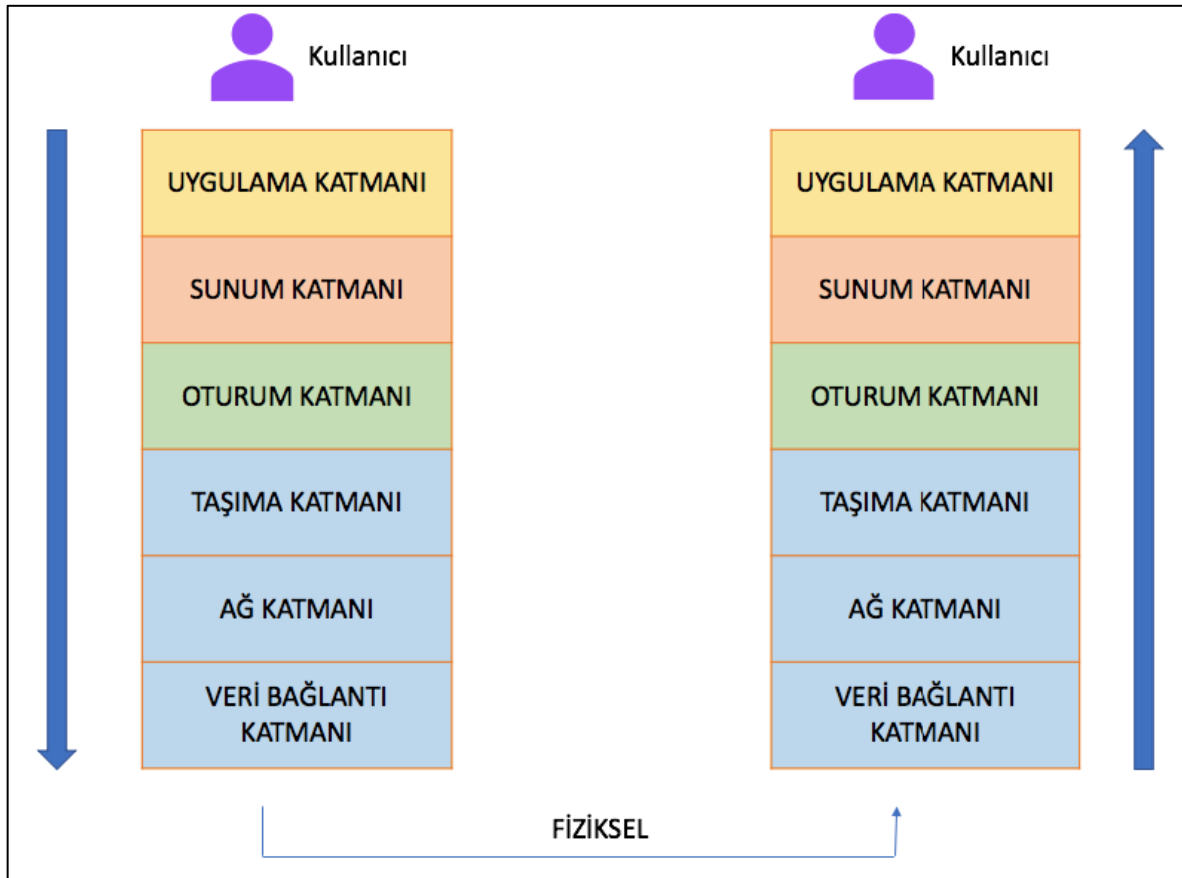 Kullanıcı
Kullanıcı
UYGULAMA KATMANI
SUNUM KATMANI
OTURUM KATMANI
TAŞIMA KATMANI
AĞ KATMANI
VERİ BAĞLANTI
KATMANI
UYGULAMA KATMANI
SUNUM KATMANI
OTURUM KATMANI
TAŞIMA KATMANI
AĞ KATMANI
VERİ BAĞLANTI
KATMANI
FİZİKSEL